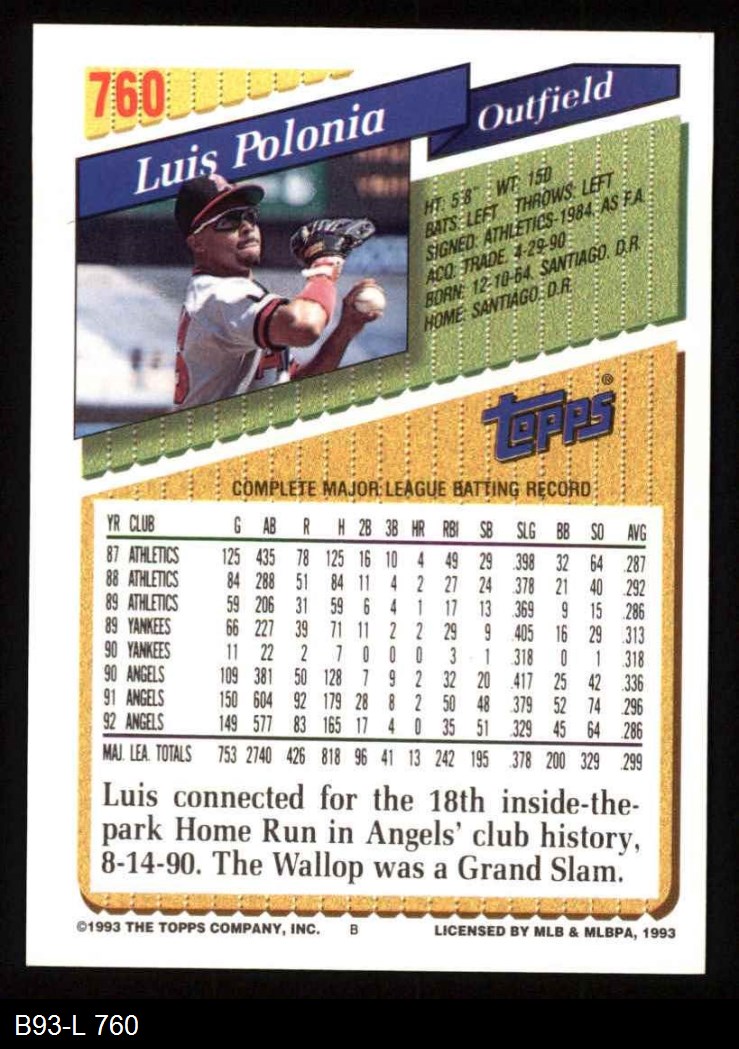 760
Luis Polonia
Outfield
HT: 5'8" WT: 150
BATS: LEFT THROWS: LEFT
SIGNED: ATHLETICS-1984, AS F.A.
ACQ: TRADE, 4-29-90
BORN: 12-10-64, SANTIAGO, D.R.
HOME: SANTIAGO, D.R.
topps®
COMPLETE MAJOR LEAGUE BATTING RECORD
YR CLUB G AB R H 2B 3B HR RBI SB SLG BB SO AVG
87 ATHLETICS 125 435 78 125 16 10 4 49 29 .398 32 64 .287
88 ATHLETICS 84 288 51 84 11 4 2 27 24 .378 21 40 .292
89 ATHLETICS 59 206 31 59 6 4 1 17 13 .369 9 15 .286
89 YANKEES 66 227 39 71 11 2 2 29 9 .405 16 29 .313
90 YANKEES 11 22 2 7 0 0 0 3 1 .318 0 1 .318
90 ANGELS 109 381 50 128 7 9 2 32 20 .417 25 42 .336
91 ANGELS 150 604 92 179 28 8 2 50 48 .379 52 74 .296
92 ANGELS 149 577 83 165 17 4 0 35 51 .329 45 64 .286
MAJ. LEA. TOTALS 753 2740 426 818 96 41 13 242 195 .378 200 329 .299
Luis connected for the 18th inside-the-
park Home Run in Angels' club history,
8-14-90. The Wallop was a Grand Slam.
©1993 THE TOPPS COMPANY, INC. B LICENSED BY MLB & MLBPA, 1993
B93-L 760